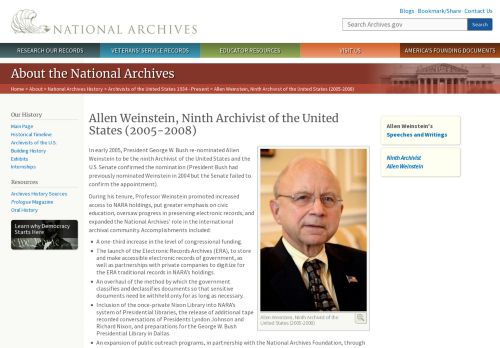 NATIONAL ARCHIVES
Blogs · Bookmark/Share · Contact Us
Search Archives.gov
Search
RESEARCH OUR RECORDS
VETERANS' SERVICE RECORDS
EDUCATOR RESOURCES
VISIT US
AMERICA'S FOUNDING DOCUMENTS
About the National Archives
Home > About > National Archives History > Archivists of the United States 1934 - Present > Allen Weinstein, Ninth Archivist of the United States (2005-2008)
Our History
Main Page
Historical Timeline
Archivists of the U.S.
Building History
Exhibits
Internships
Resources
Archives History Sources
Prologue Magazine
Oral History
Learn why Democracy
Starts Here
Allen Weinstein, Ninth Archivist of the United
States (2005-2008)
In early 2005, President George W. Bush re-nominated Allen
Weinstein to be the ninth Archivist of the United States and the
U.S. Senate confirmed the nomination (President Bush had
previously nominated Weinstein in 2004 but the Senate failed to
confirm the appointment).
During his tenure, Professor Weinstein promoted increased
access to NARA holdings, put greater emphasis on civic
education, oversaw progress in preserving electronic records, and
expanded the National Archives' role in the international
archival community. Accomplishments included:
A one-third increase in the level of congressional funding.
The launch of the Electronic Records Archives (ERA), to store
and make accessible electronic records of government, as
well as partnerships with private companies to digitize for
the ERA traditional records in NARA's holdings.
An overhaul of the method by which the government
classifies and declassifies documents so that sensitive
documents need be withheld only for as long as necessary.
Inclusion of the once-private Nixon Library into NARA's
system of Presidential libraries, the release of additional tape
recorded conversations of Presidents Lyndon Johnson and
Richard Nixon, and preparations for the George W. Bush
Presidential Library in Dallas.
An expansion of public outreach programs, in partnership with the National Archives Foundation, through
Allen Weinstein, Ninth Archivist of the
United States (2005-2008)
Allen Weinstein's
Speeches and Writings
Ninth Archivist
Allen Weinstein